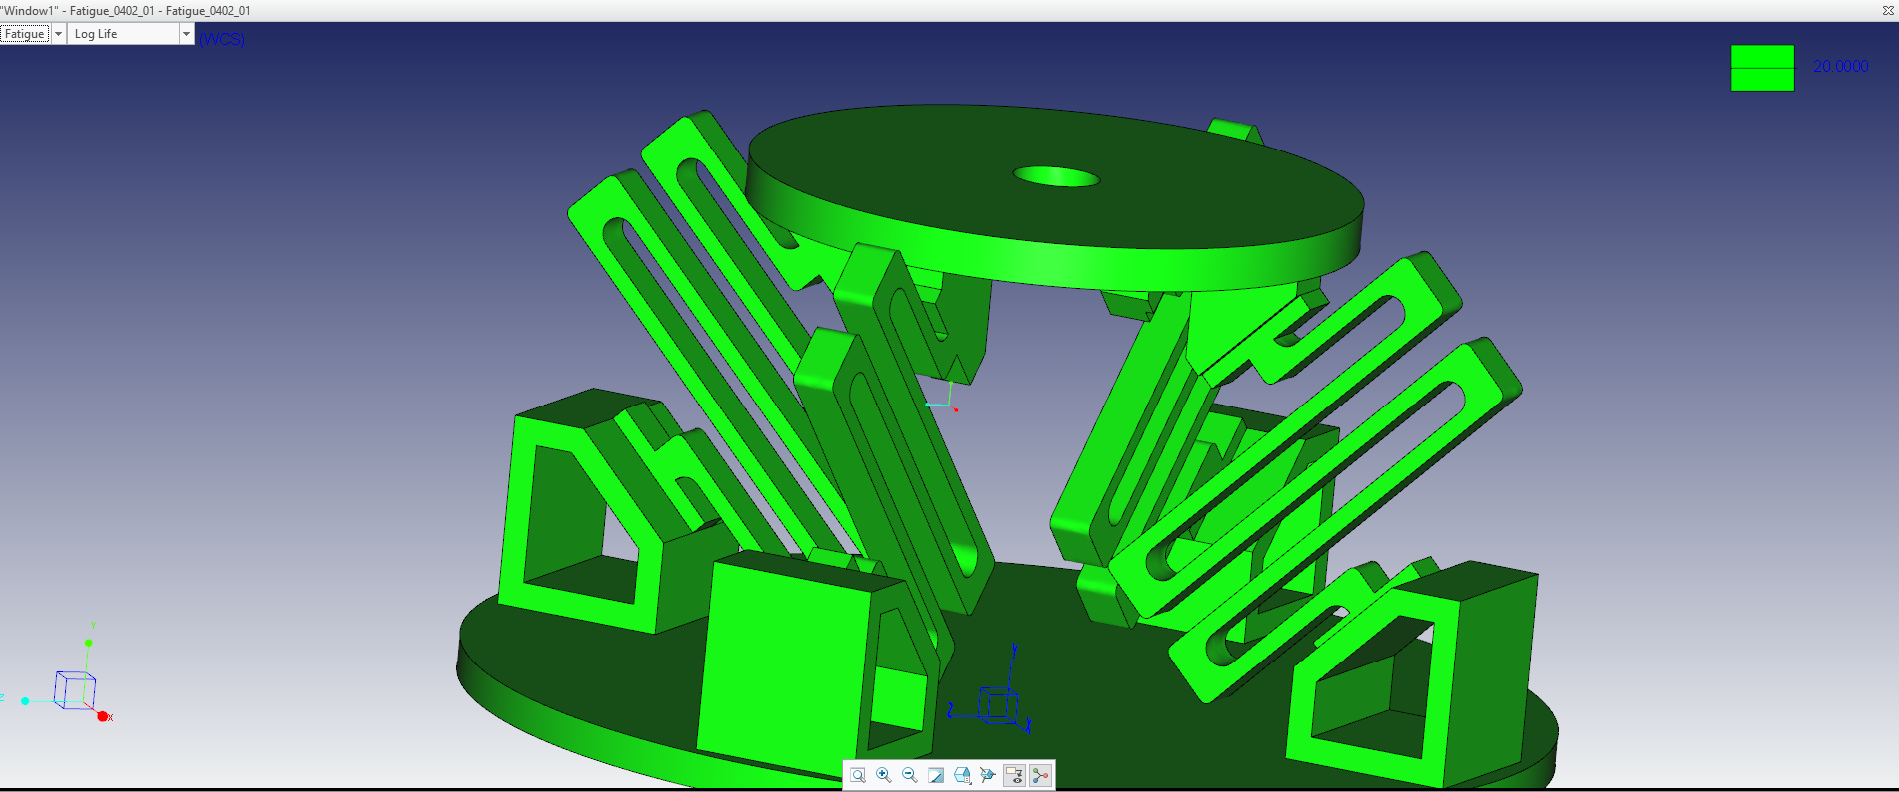 "Window1" - Fatigue_0402_01 - Fatigue_0402_01
Fatigue Log Life
(WCS)
20.0000
Y
Z
X
y
z